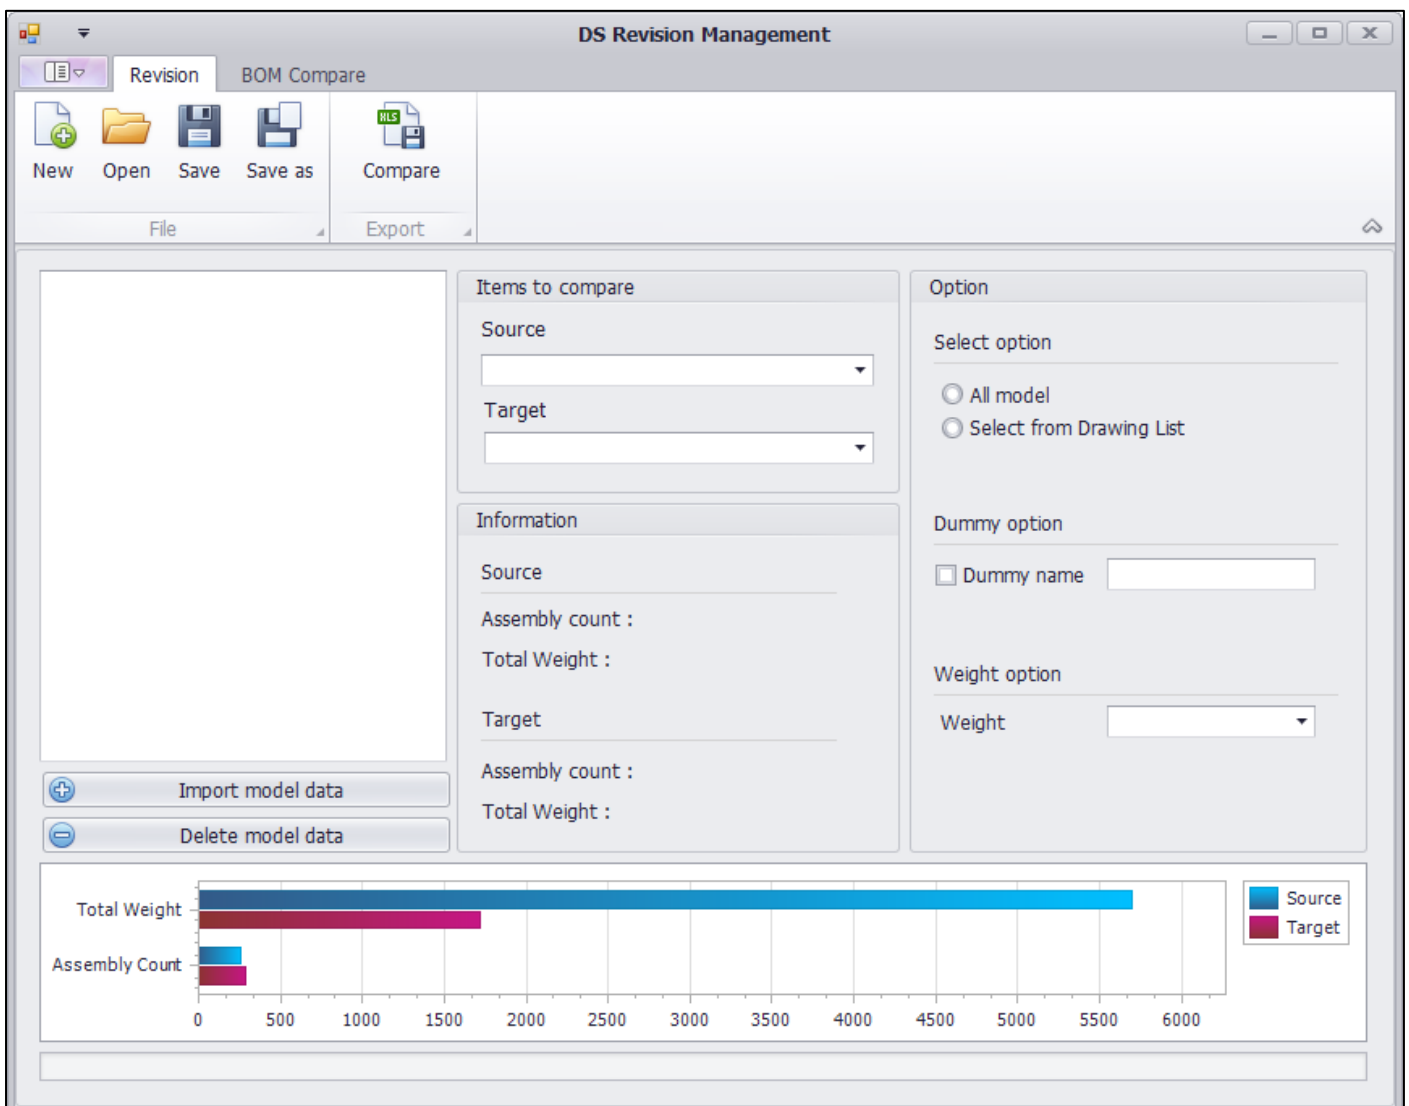 DS Revision Management
Revision
BOM Compare
XLS
New
Open
Save
Save as
Compare
File
Export
Items to compare
Source
Target
Information
Source
Assembly count :
Total Weight :
Target
Assembly count :
Total Weight :
Option
Select option
All model
Select from Drawing List
Dummy option
Dummy name
Weight option
Weight
Import model data
Delete model data
Total Weight
Assembly Count
0 500 1000 1500 2000 2500 3000 3500 4000 4500 5000 5500 6000
Source
Target